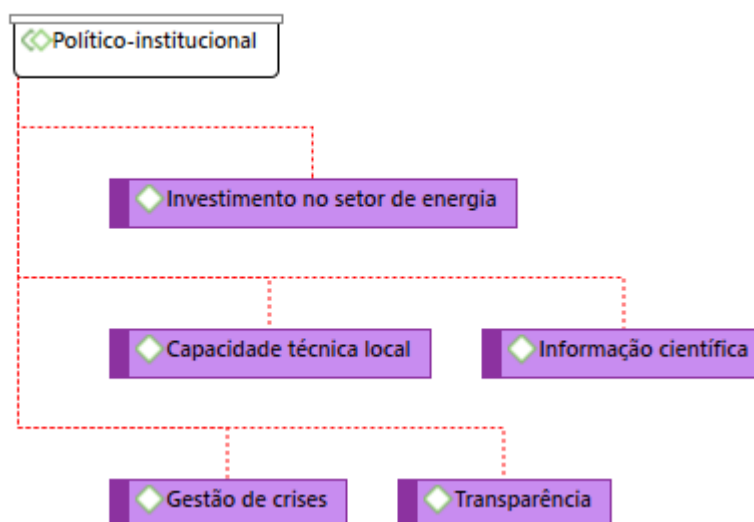 Político-institucional
Investimento no setor de energia
Capacidade técnica local
Informação científica
Gestão de crises
Transparência